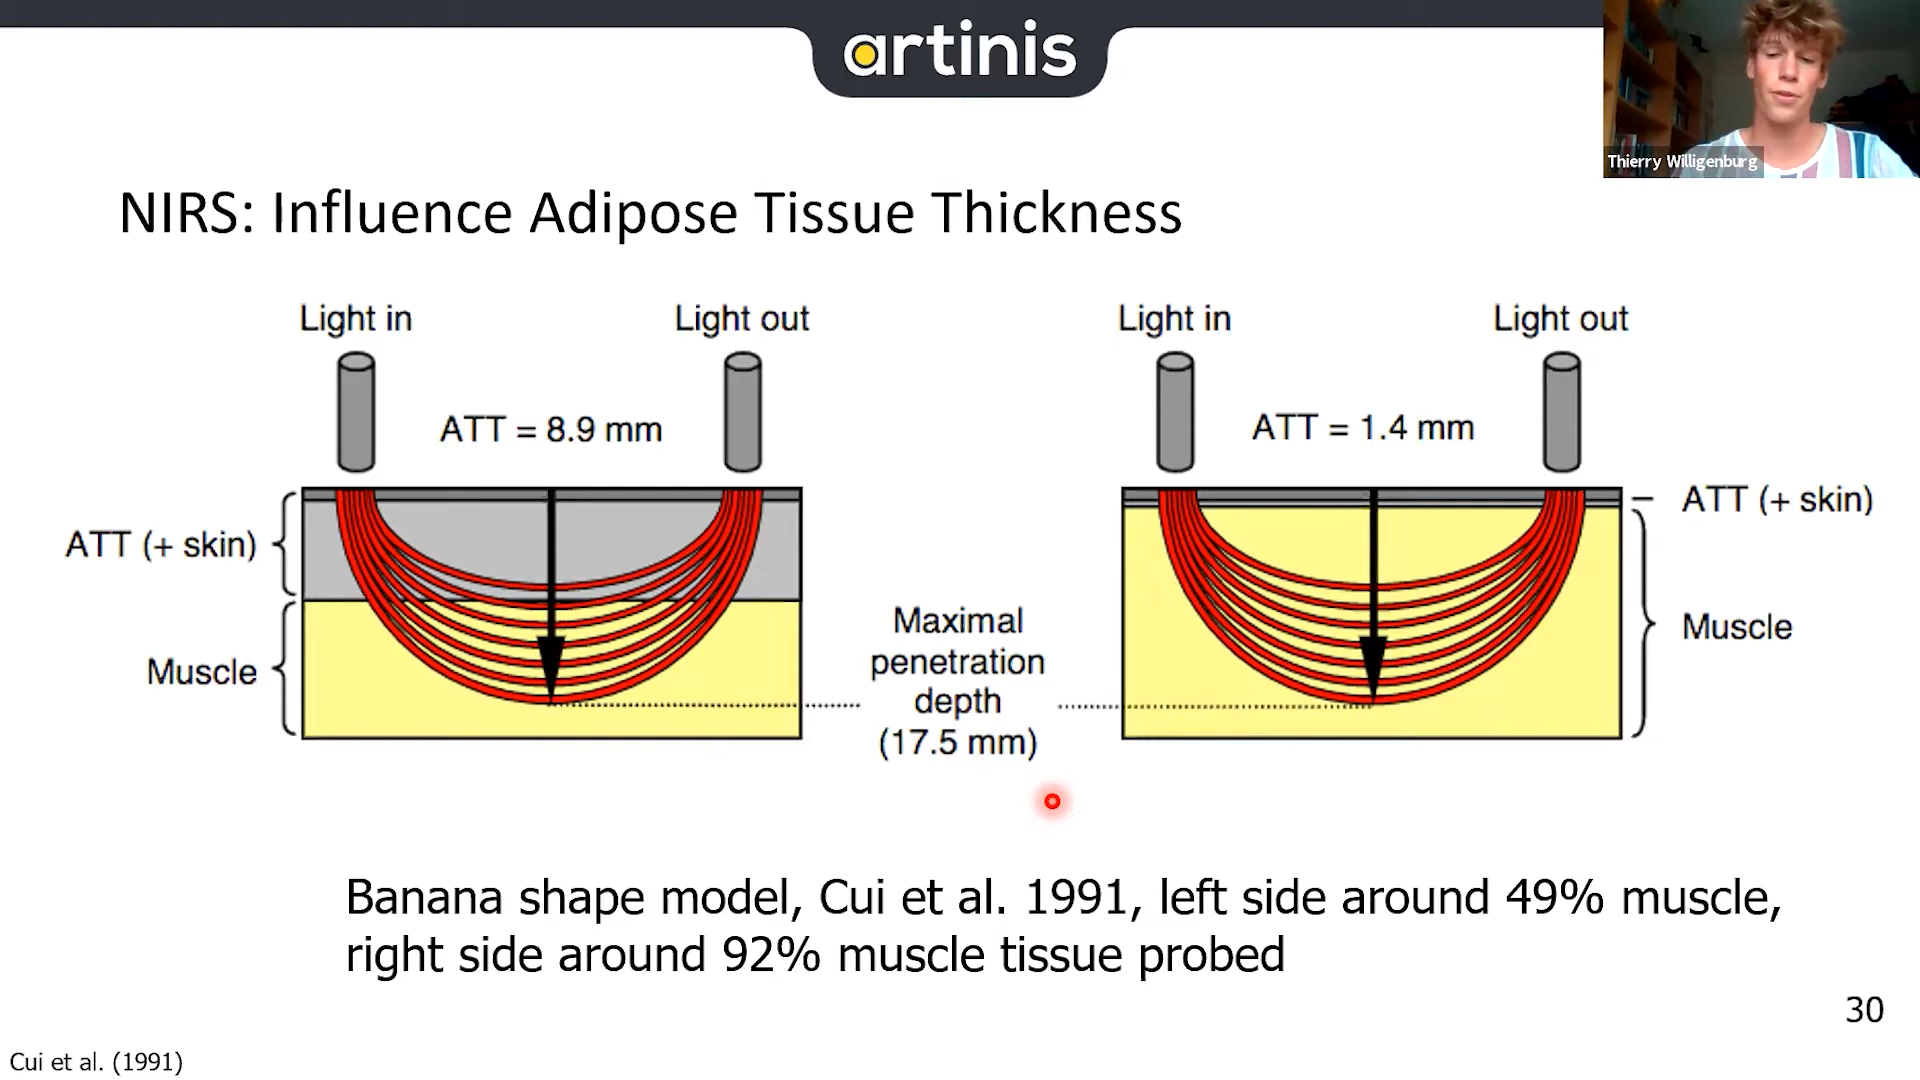 artinis
Thierry Willigenburg
NIRS: Influence Adipose Tissue Thickness
Light in
Light out
ATT = 8.9 mm
ATT (+ skin)
Muscle
Maximal
penetration
depth
(17.5 mm)
Light in
Light out
ATT = 1.4 mm
ATT (+ skin)
Muscle
Banana shape model, Cui et al. 1991, left side around 49% muscle,
right side around 92% muscle tissue probed
30
Cui et al. (1991)